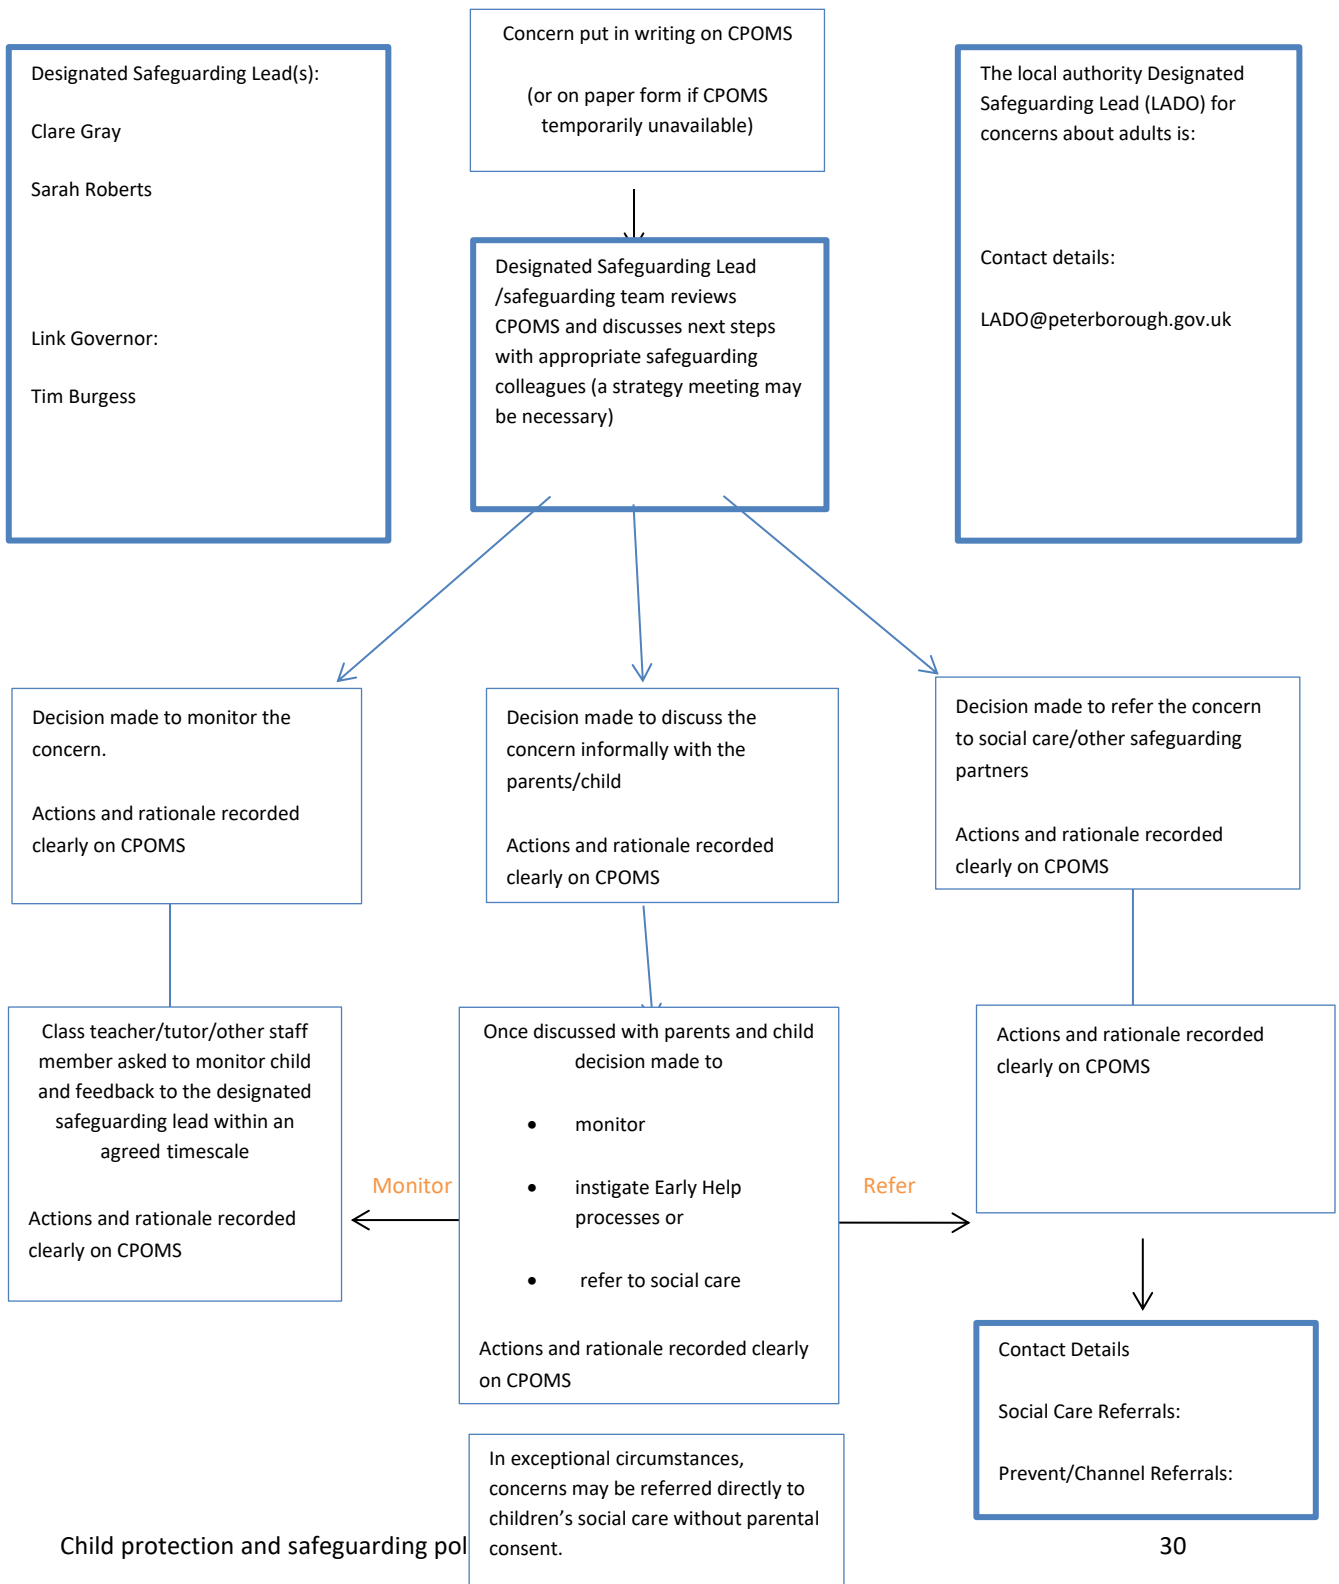 Concern put in writing on CPOMS
(or on paper form if CPOMS
temporarily unavailable)
Designated Safeguarding Lead(s):
Clare Gray
Sarah Roberts
Link Governor:
Tim Burgess
The local authority Designated
Safeguarding Lead (LADO) for
concerns about adults is:
Contact details:
LADO@peterborough.gov.uk
Designated Safeguarding Lead
/safeguarding team reviews
CPOMS and discusses next steps
with appropriate safeguarding
colleagues (a strategy meeting may
be necessary)
Decision made to monitor the
concern.
Actions and rationale recorded
clearly on CPOMS
Decision made to discuss the
concern informally with the
parents/child
Actions and rationale recorded
clearly on CPOMS
Decision made to refer the concern
to social care/other safeguarding
partners
Actions and rationale recorded
clearly on CPOMS
Class teacher/tutor/other staff
member asked to monitor child
and feedback to the designated
safeguarding lead within an
agreed timescale
Actions and rationale recorded
clearly on CPOMS
Monitor
Once discussed with parents and child
decision made to
• monitor
• instigate Early Help
processes or
• refer to social care
Actions and rationale recorded clearly
on CPOMS
Refer
Actions and rationale recorded
clearly on CPOMS
Contact Details
Social Care Referrals:
Prevent/Channel Referrals:
In exceptional circumstances,
concerns may be referred directly to
children’s social care without parental
consent.
Child protection and safeguarding pol
30